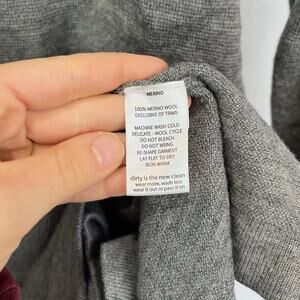 MERINO
100% MERINO WOOL
EXCLUSIVE OF TRIMS
MACHINE WASH COLD
DELICATE - WOOL CYCLE
DO NOT BLEACH
DO NOT WRING
RE-SHAPE GARMENT
LAY FLAT TO DRY
IRON WARM
dirty is the new clean
wear more, wash less
wear it out or pass it on